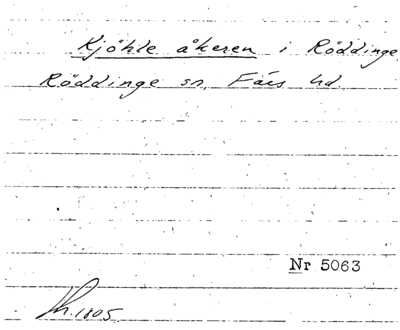 Kjöhle åkeren i Röddinge
Röddinge sn, Färs hd.
Nr 5063